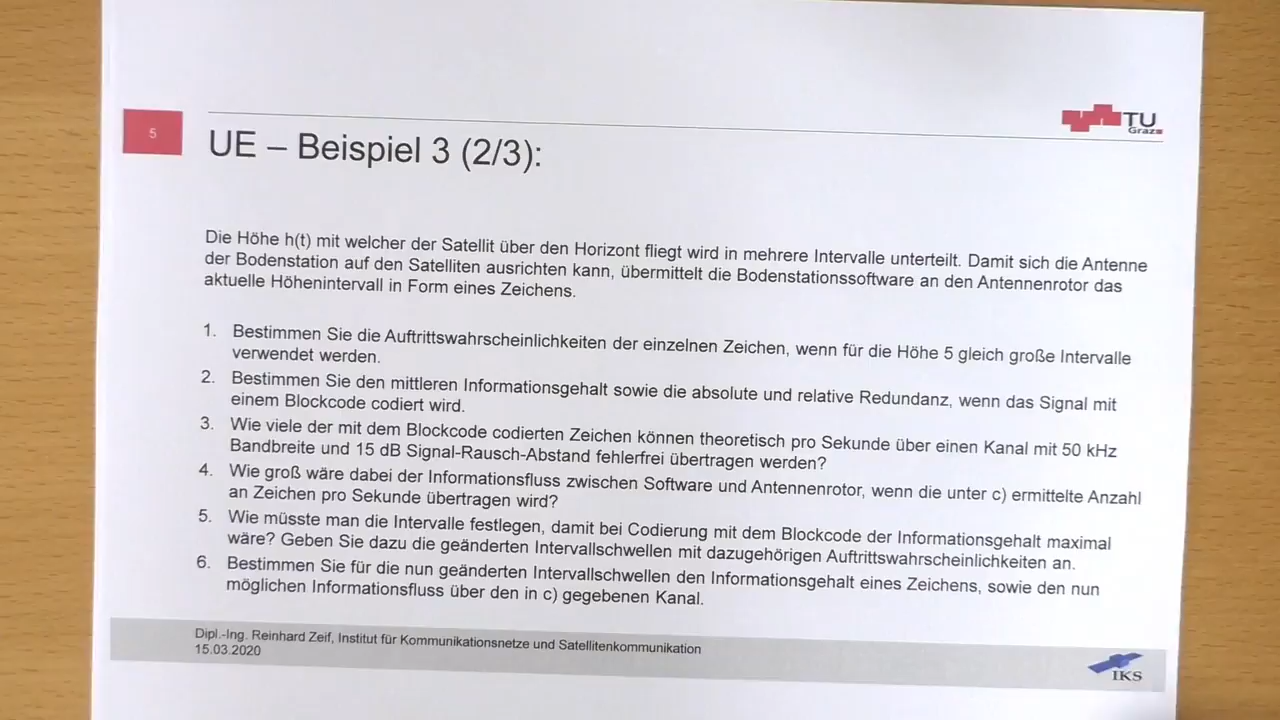 5
TU
Graz
UE – Beispiel 3 (2/3):
Die Höhe h(t) mit welcher der Satellit über den Horizont fliegt wird in mehrere Intervalle unterteilt. Damit sich die Antenne
der Bodenstation auf den Satelliten ausrichten kann, übermittelt die Bodenstationssoftware an den Antennenrotor das
aktuelle Höhenintervall in Form eines Zeichens.
1. Bestimmen Sie die Auftrittswahrscheinlichkeiten der einzelnen Zeichen, wenn für die Höhe 5 gleich große Intervalle
verwendet werden.
2. Bestimmen Sie den mittleren Informationsgehalt sowie die absolute und relative Redundanz, wenn das Signal mit
einem Blockcode codiert wird.
3. Wie viele der mit dem Blockcode codierten Zeichen können theoretisch pro Sekunde über einen Kanal mit 50 kHz
Bandbreite und 15 dB Signal-Rausch-Abstand fehlerfrei übertragen werden?
4. Wie groß wäre dabei der Informationsfluss zwischen Software und Antennenrotor, wenn die unter c) ermittelte Anzahl
an Zeichen pro Sekunde übertragen wird?
5. Wie müsste man die Intervalle festlegen, damit bei Codierung mit dem Blockcode der Informationsgehalt maximal
wäre? Geben Sie dazu die geänderten Intervallschwellen mit dazugehörigen Auftrittswahrscheinlichkeiten an.
6. Bestimmen Sie für die nun geänderten Intervallschwellen den Informationsgehalt eines Zeichens, sowie den nun
möglichen Informationsfluss über den in c) gegebenen Kanal.
Dipl.-Ing. Reinhard Zeif, Institut für Kommunikationsnetze und Satellitenkommunikation
15.03.2020
IKS